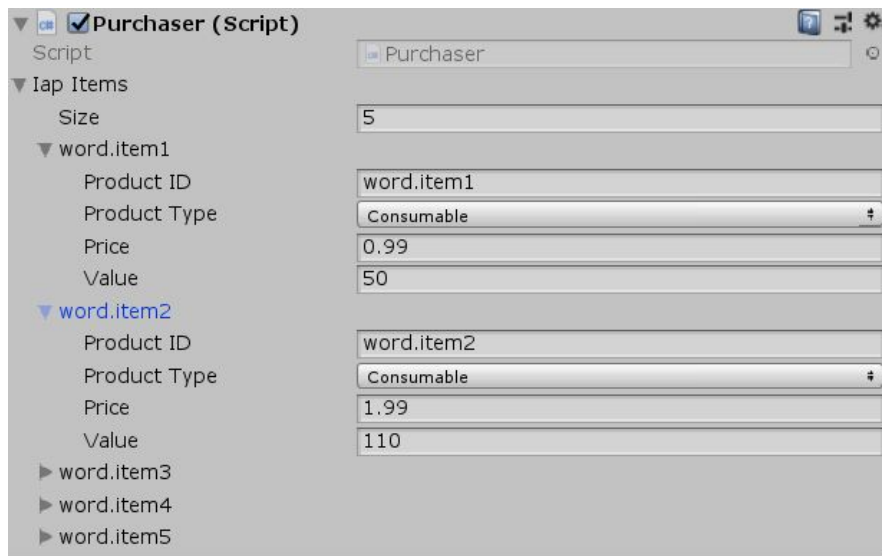 Purchaser (Script)
Script Purchaser
Iap Items
Size 5
word.item1
Product ID word.item1
Product Type Consumable
Price 0.99
Value 50
word.item2
Product ID word.item2
Product Type Consumable
Price 1.99
Value 110
word.item3
word.item4
word.item5